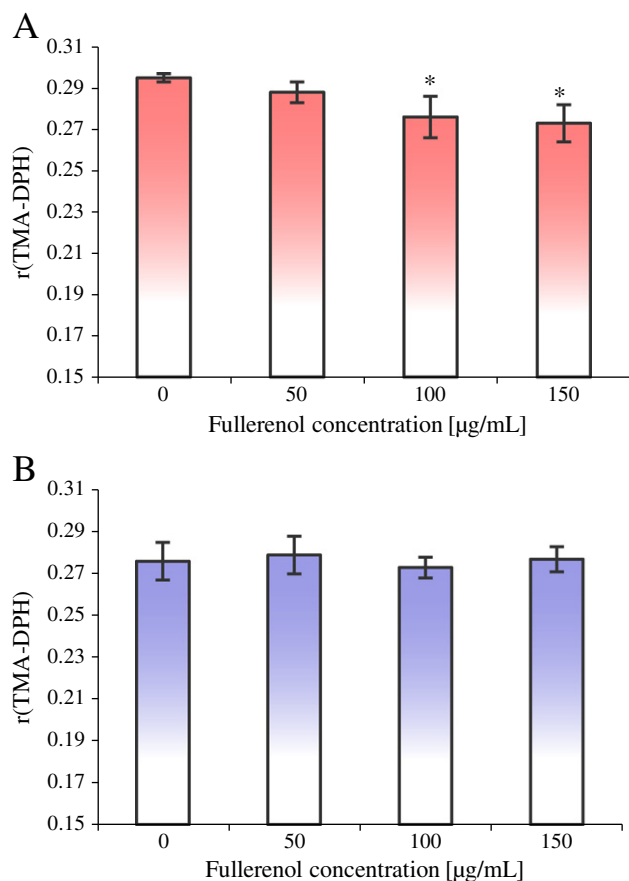 A
r(TMA-DPH)
0.31
0.29
0.27
0.25
0.23
0.21
0.19
0.17
0.15
* *
0 50 100 150
Fullerenol concentration [µg/mL]
B
r(TMA-DPH)
0.31
0.29
0.27
0.25
0.23
0.21
0.19
0.17
0.15
0 50 100 150
Fullerenol concentration [µg/mL]